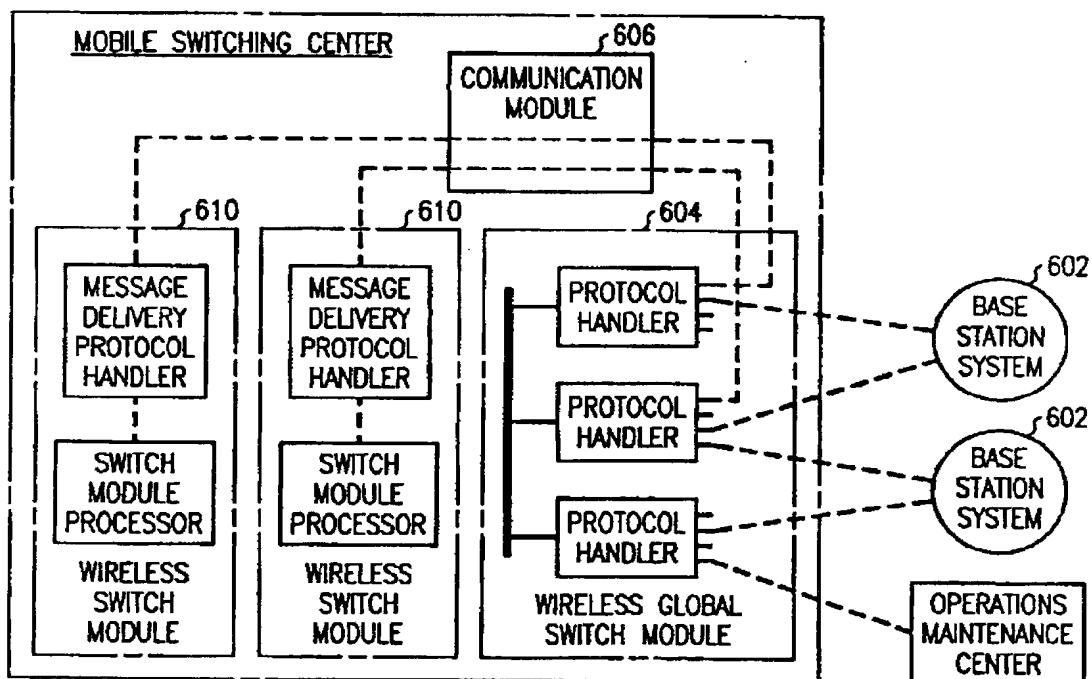 MOBILE SWITCHING CENTER
606
COMMUNICATION
MODULE
610
610
604
MESSAGE
DELIVERY
PROTOCOL
HANDLER
SWITCH
MODULE
PROCESSOR
WIRELESS
SWITCH
MODULE
MESSAGE
DELIVERY
PROTOCOL
HANDLER
SWITCH
MODULE
PROCESSOR
WIRELESS
SWITCH
MODULE
PROTOCOL
HANDLER
PROTOCOL
HANDLER
PROTOCOL
HANDLER
WIRELESS GLOBAL
SWITCH MODULE
602
BASE
STATION
SYSTEM
602
BASE
STATION
SYSTEM
OPERATIONS
MAINTENANCE
CENTER